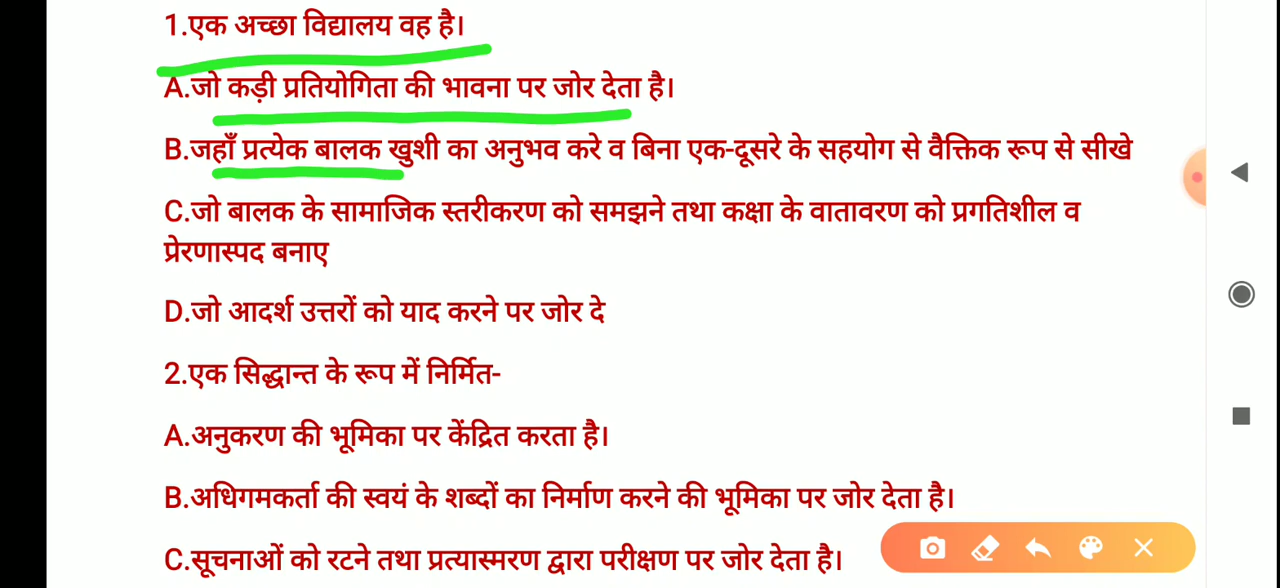 1.एक अच्छा विद्यालय वह है।
A.जो कड़ी प्रतियोगिता की भावना पर जोर देता है।
B.जहाँ प्रत्येक बालक खुशी का अनुभव करे व बिना एक-दूसरे के सहयोग से वैक्तिक रूप से सीखे
C.जो बालक के सामाजिक स्तरीकरण को समझने तथा कक्षा के वातावरण को प्रगतिशील व
प्रेरणास्पद बनाए
D.जो आदर्श उत्तरों को याद करने पर जोर दे
2.एक सिद्धान्त के रूप में निर्मित-
A.अनुकरण की भूमिका पर केंद्रित करता है।
B.अधिगमकर्ता की स्वयं के शब्दों का निर्माण करने की भूमिका पर जोर देता है।
C.सूचनाओं को रटने तथा प्रत्यास्मरण द्वारा परीक्षण पर जोर देता है।